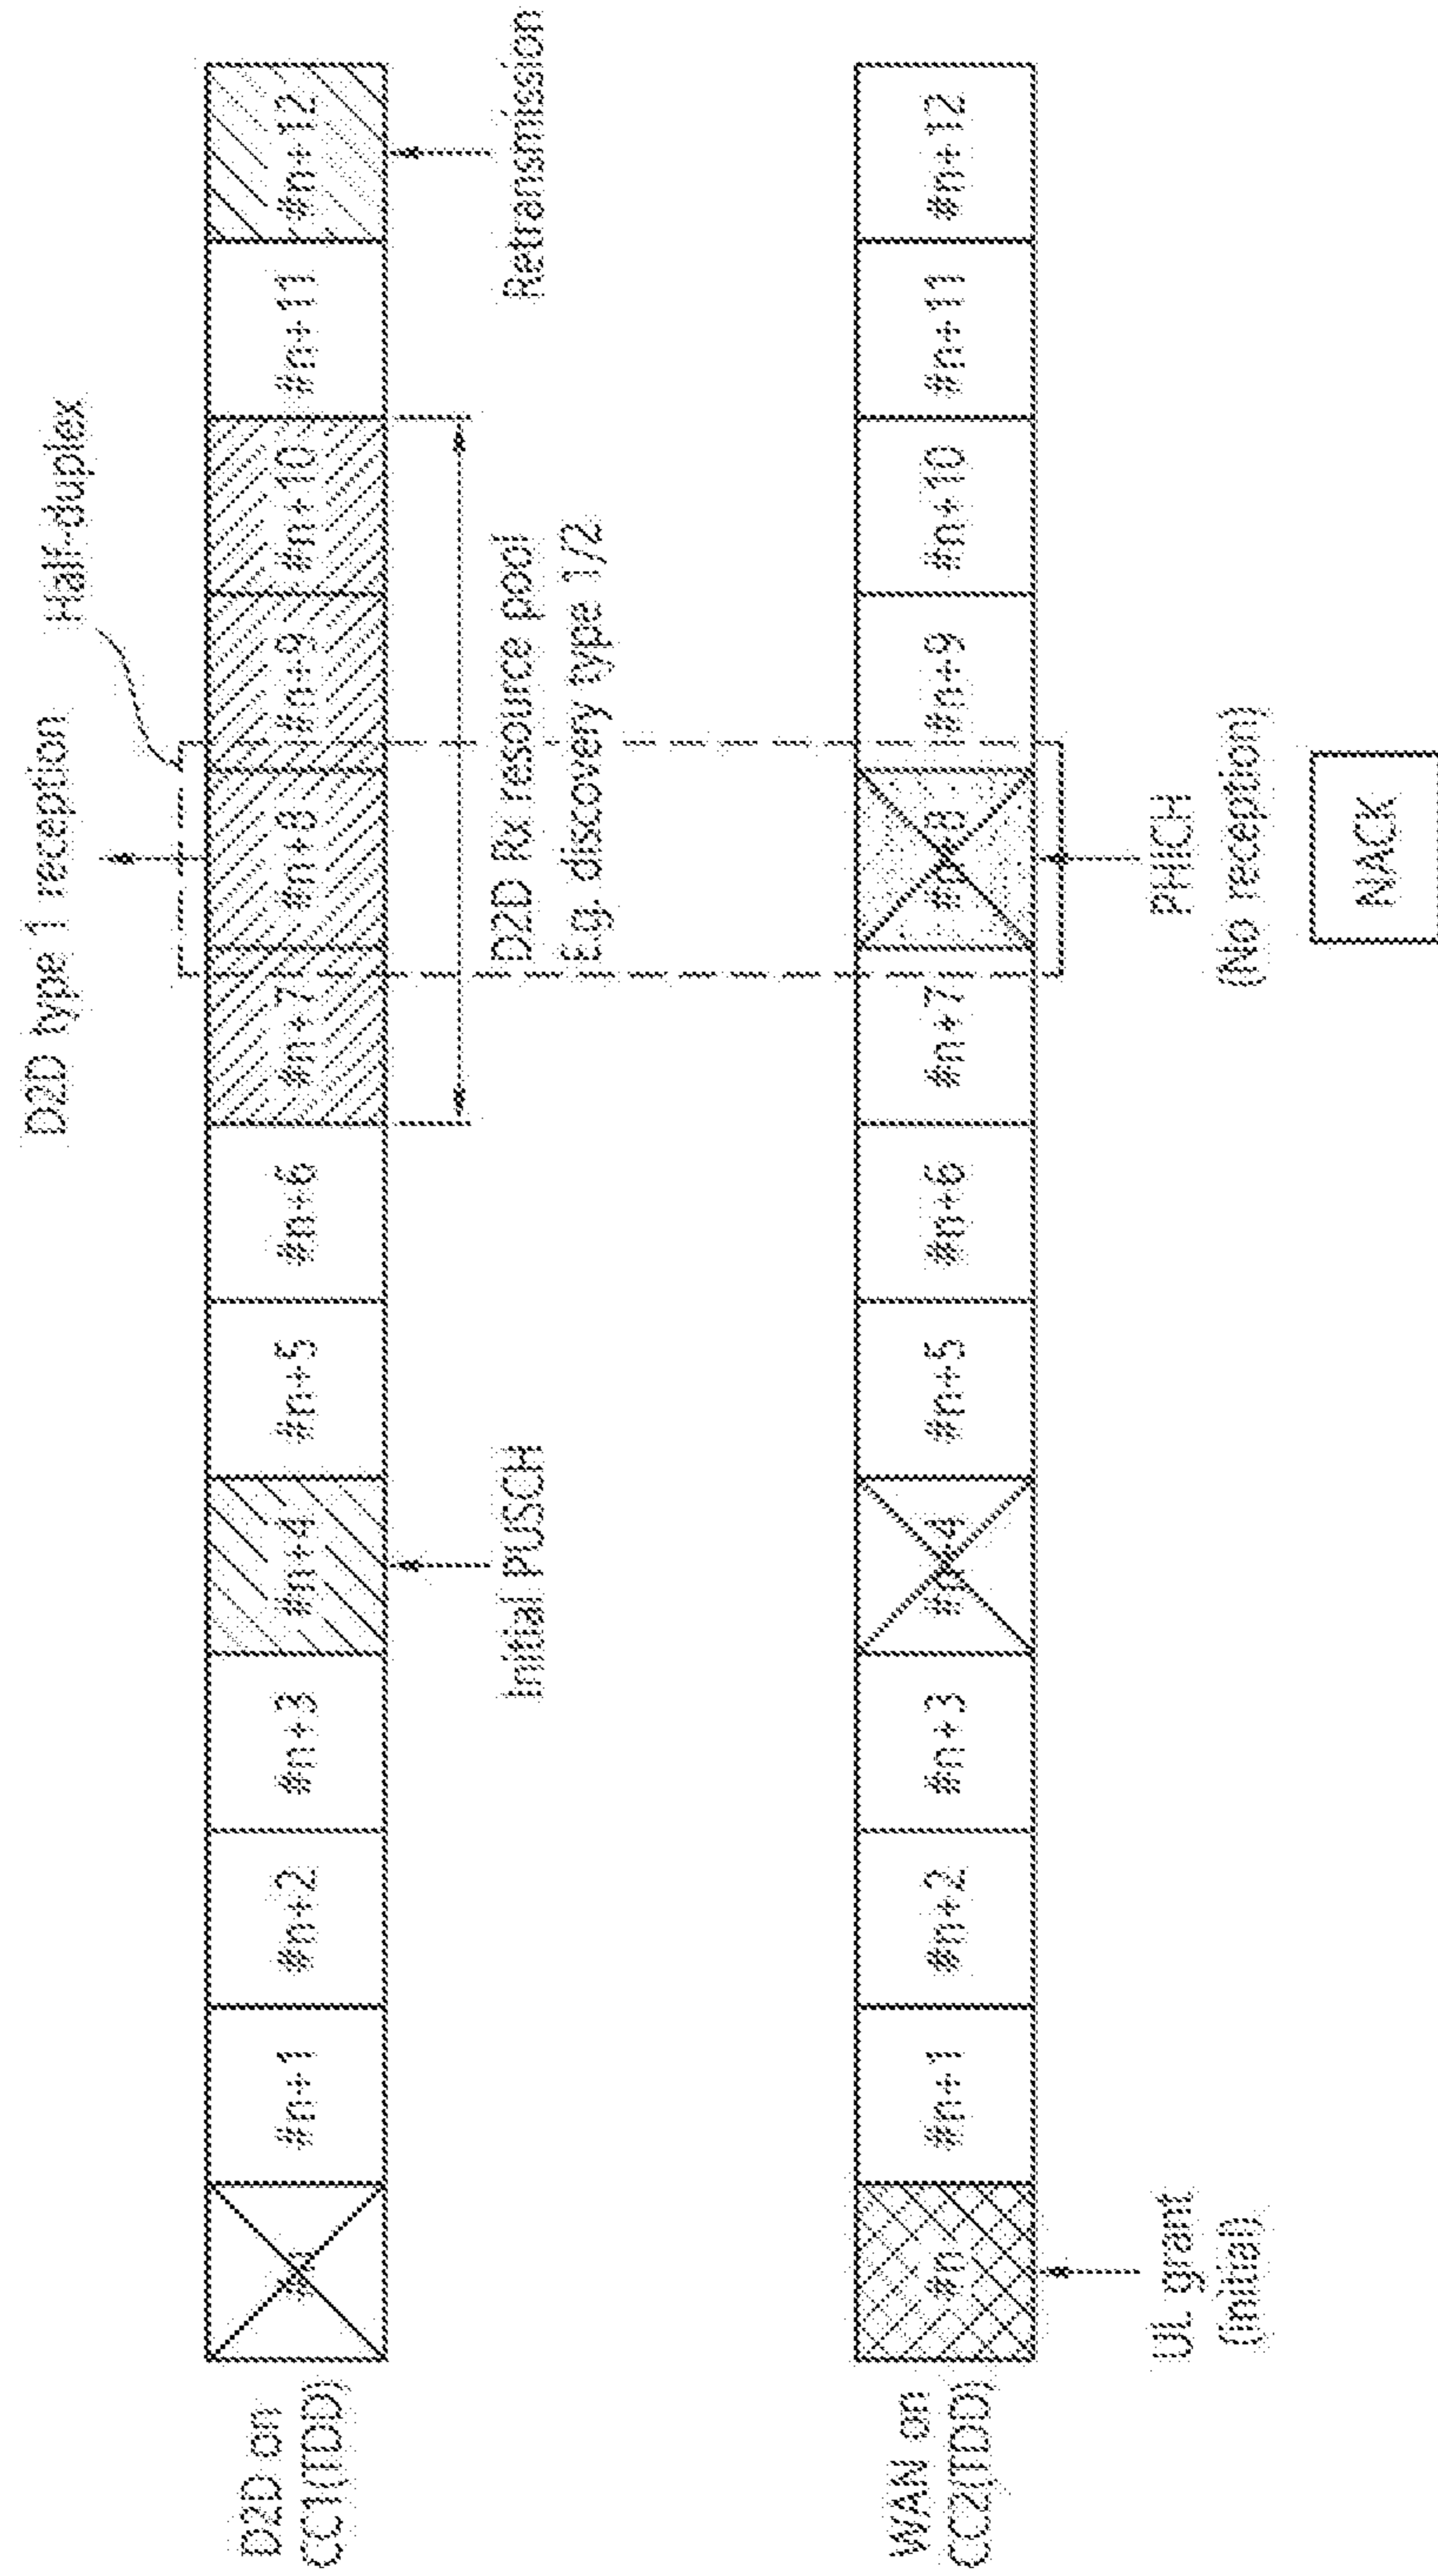 D2D type 1 reception
Half-duplex
D2D on
CC1(TDD)
#n
#n+1
#n+2
#n+3
#n+4
#n+5
#n+6
#n+7
#n+8
#n+9
#n+10
#n+11
#n+12
Initial PUSCH
D2D Rx resource pool
E.g. discovery type 1/2
Retransmission
WAN on
CC2(TDD)
#n
#n+1
#n+2
#n+3
#n+4
#n+5
#n+6
#n+7
#n+8
#n+9
#n+10
#n+11
#n+12
UL grant
(initial)
PHICH
(No reception)
NACK